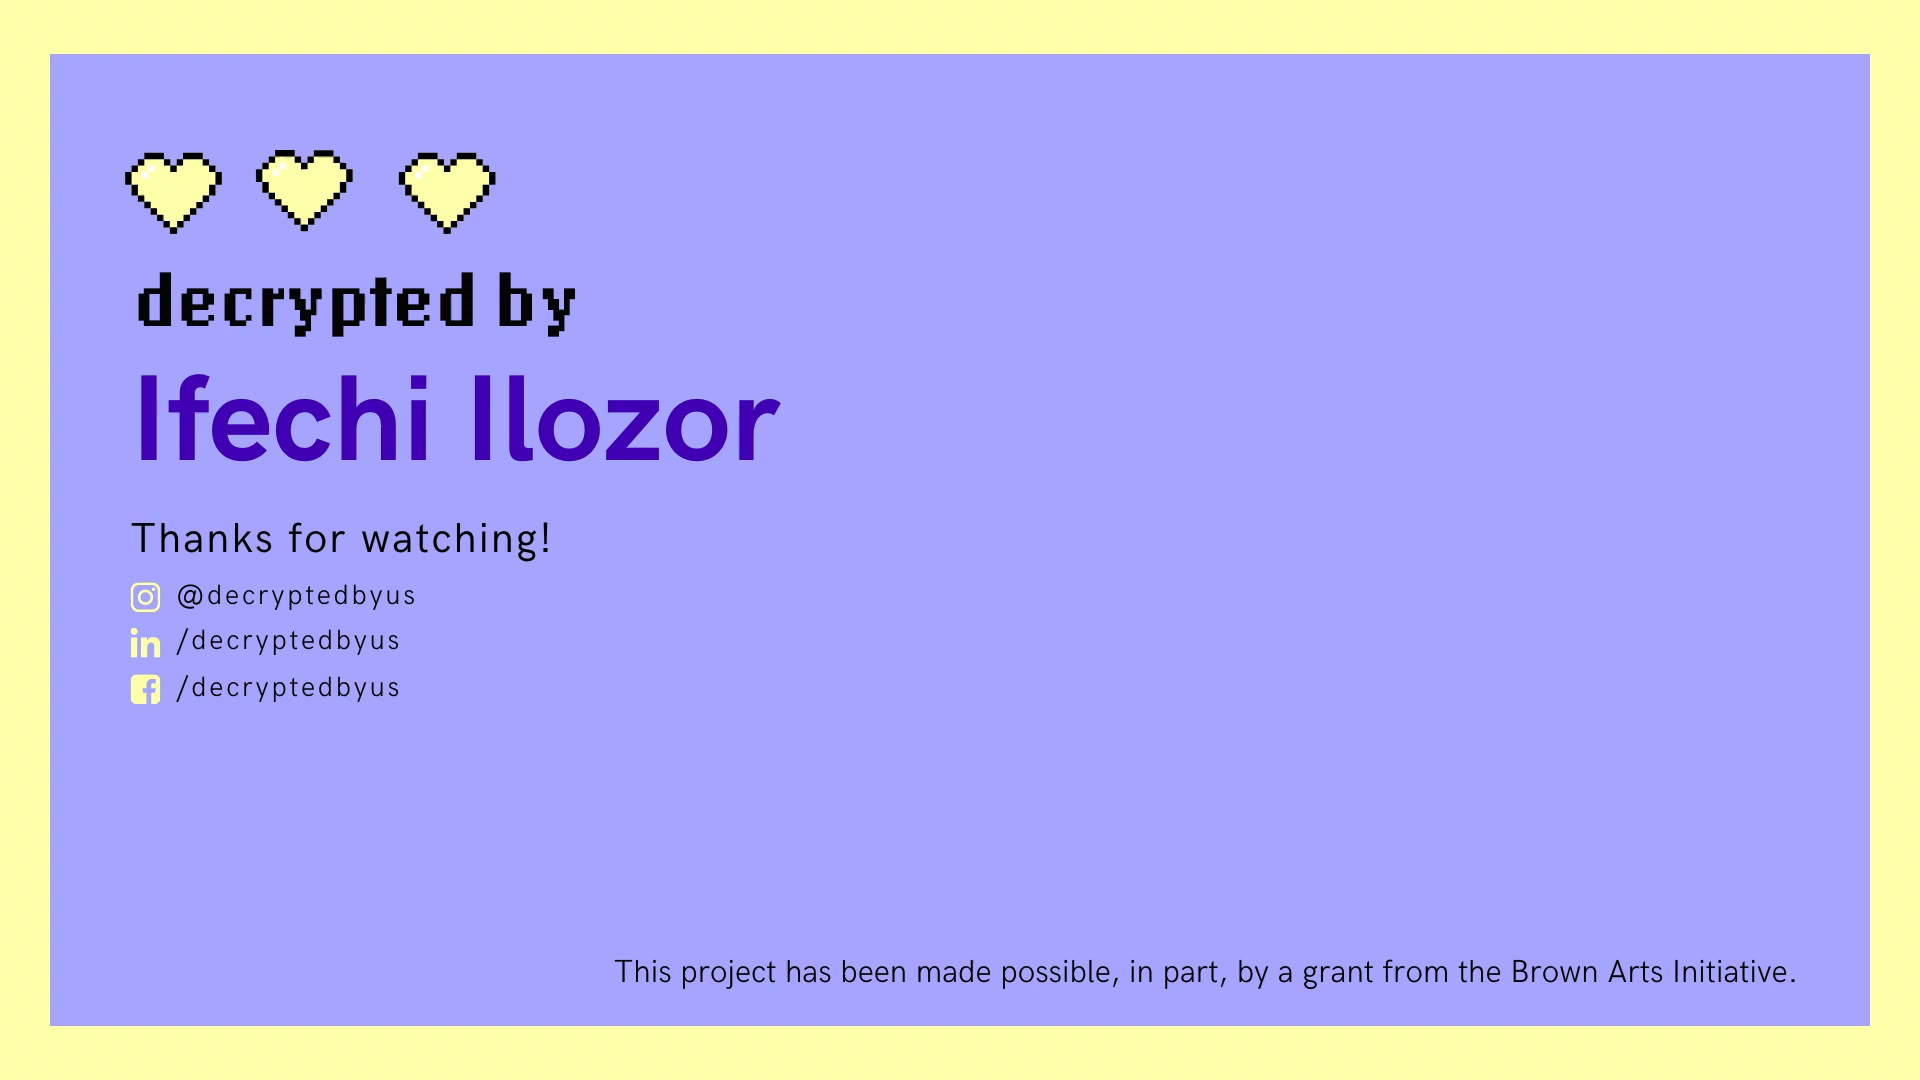 decrypted by
Ifechi Ilozor
Thanks for watching!
@decryptedbyus
/decryptedbyus
/decryptedbyus
This project has been made possible, in part, by a grant from the Brown Arts Initiative.